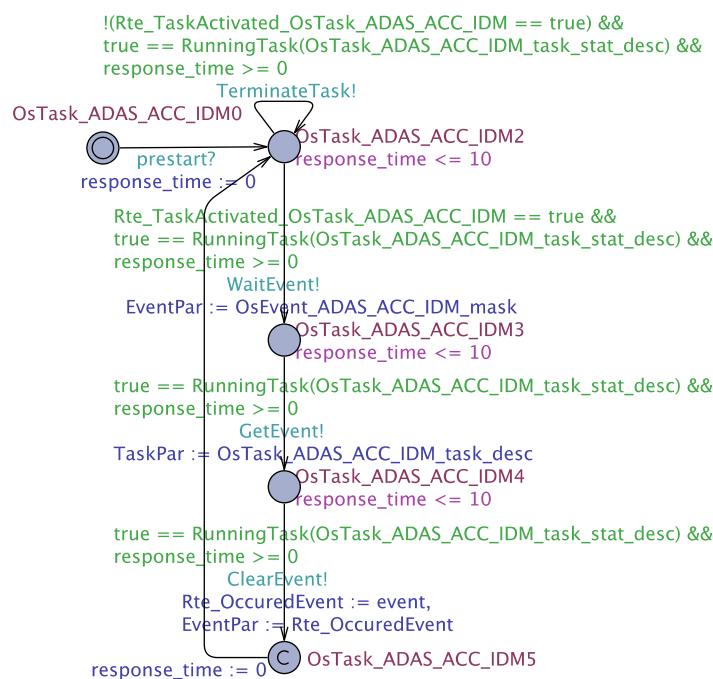 !(Rte_TaskActivated_OsTask_ADAS_ACC_IDM == true) &&
true == RunningTask(OsTask_ADAS_ACC_IDM_task_stat_desc) &&
response_time >= 0
TerminateTask!
OsTask_ADAS_ACC_IDM0
OsTask_ADAS_ACC_IDM2
prestart?
response_time <= 10
response_time := 0
Rte_TaskActivated_OsTask_ADAS_ACC_IDM == true &&
true == RunningTask(OsTask_ADAS_ACC_IDM_task_stat_desc) &&
response_time >= 0
WaitEvent!
EventPar := OsEvent_ADAS_ACC_IDM_mask
OsTask_ADAS_ACC_IDM3
response_time <= 10
true == RunningTask(OsTask_ADAS_ACC_IDM_task_stat_desc) &&
response_time >= 0
GetEvent!
TaskPar := OsTask_ADAS_ACC_IDM_task_desc
OsTask_ADAS_ACC_IDM4
response_time <= 10
true == RunningTask(OsTask_ADAS_ACC_IDM_task_stat_desc) &&
response_time >= 0
ClearEvent!
Rte_OccuredEvent := event,
EventPar := Rte_OccuredEvent
C
OsTask_ADAS_ACC_IDM5
response_time := 0